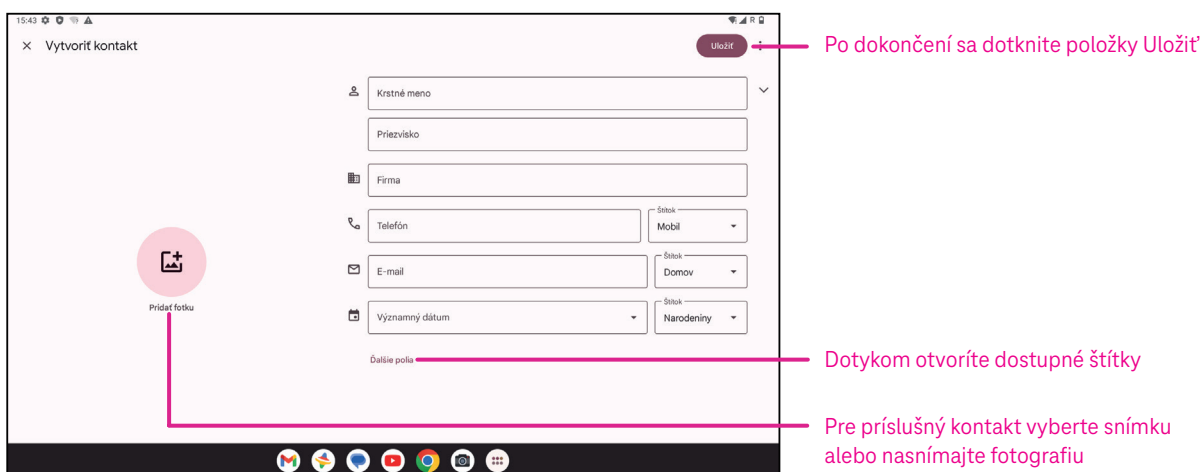 15:43
R
Vytvoriť kontakt
Uložiť
Po dokončení sa dotknite položky Uložiť
Krstné meno
Priezvisko
Firma
Telefón
Štítok
Mobil
E-mail
Štítok
Domov
Pridať fotku
Významný dátum
Štítok
Narodeniny
Ďalšie polia
Dotykom otvoríte dostupné štítky
Pre príslušný kontakt vyberte snímku
alebo nasnímajte fotografiu